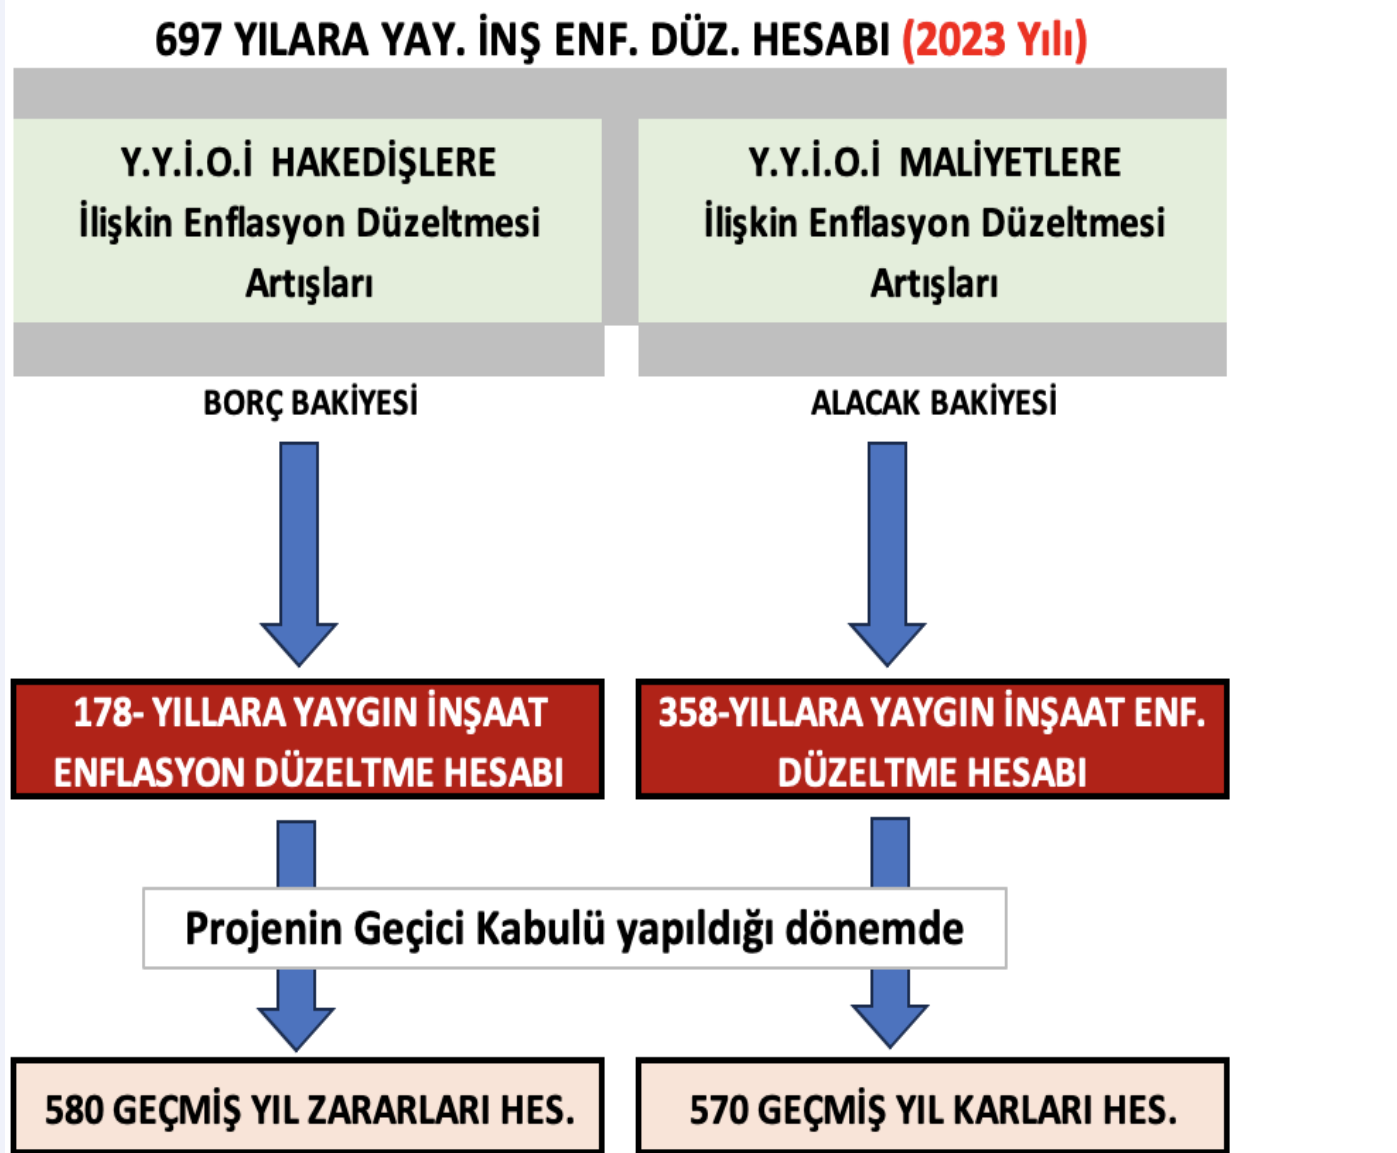 697 YILARA YAY. İNŞ ENF. DÜZ. HESABI (2023 Yılı)
Y.Y.İ.O.İ HAKEDİŞLERE
İlişkin Enflasyon Düzeltmesi
Artışları
Y.Y.İ.O.İ MALİYETLERE
İlişkin Enflasyon Düzeltmesi
Artışları
BORÇ BAKİYESİ
ALACAK BAKİYESİ
178- YILLARA YAYGIN İNŞAAT
ENFLASYON DÜZELTME HESABI
358-YILLARA YAYGIN İNŞAAT ENF.
DÜZELTME HESABI
Projenin Geçici Kabulü yapıldığı dönemde
580 GEÇMİŞ YIL ZARARLARI HES.
570 GEÇMİŞ YIL KARLARI HES.